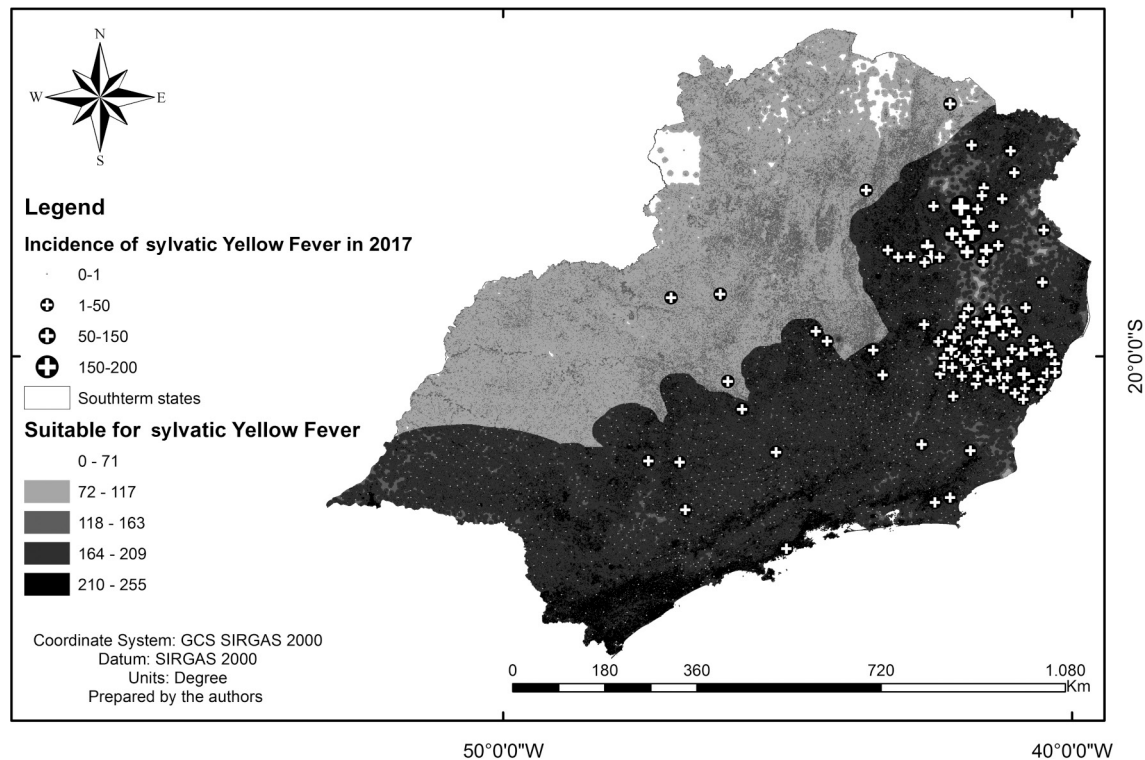 N
W E
S
Legend
Incidence of sylvatic Yellow Fever in 2017
0-1
1-50
50-150
150-200
Southterm states
Suitable for sylvatic Yellow Fever
0 - 71
72 - 117
118 - 163
164 - 209
210 - 255
Coordinate System: GCS SIRGAS 2000
Datum: SIRGAS 2000
Units: Degree
Prepared by the authors
0 180 360 720 1.080
Km
20°0'0"S
50°0'0"W 40°0'0"W